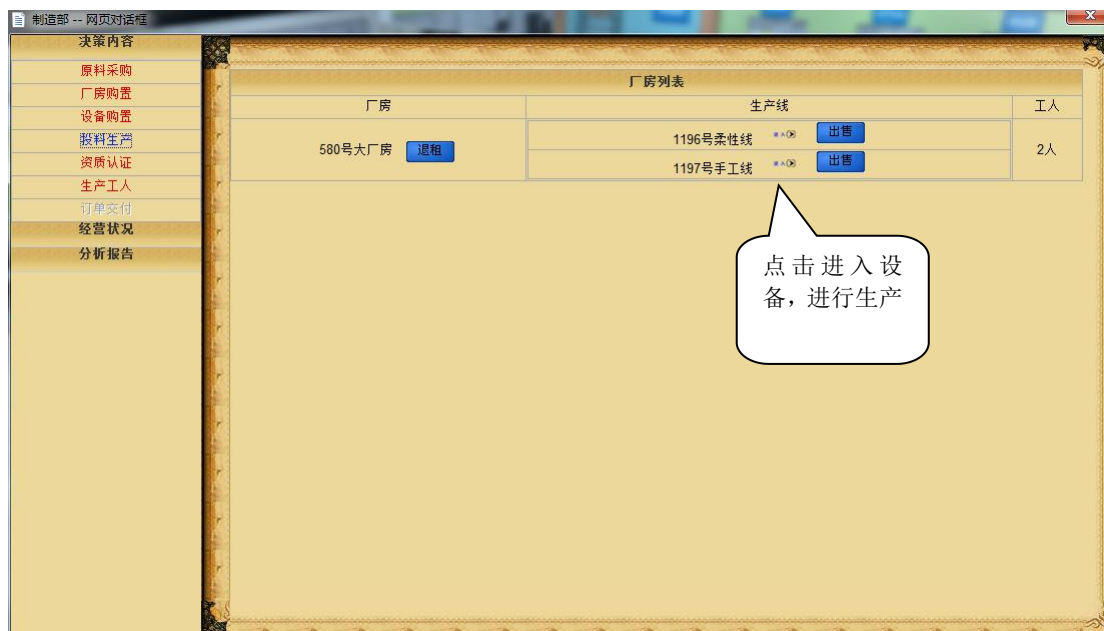 制造部 -- 网页对话框
决策内容
原料采购
厂房购置
设备购置
投料生产
资质认证
生产工人
订单交付
经营状况
分析报告
厂房列表
厂房 生产线 工人
580号大厂房 退租
1196号柔性线 出售
1197号手工线 出售
2人
点击进入设
备，进行生产